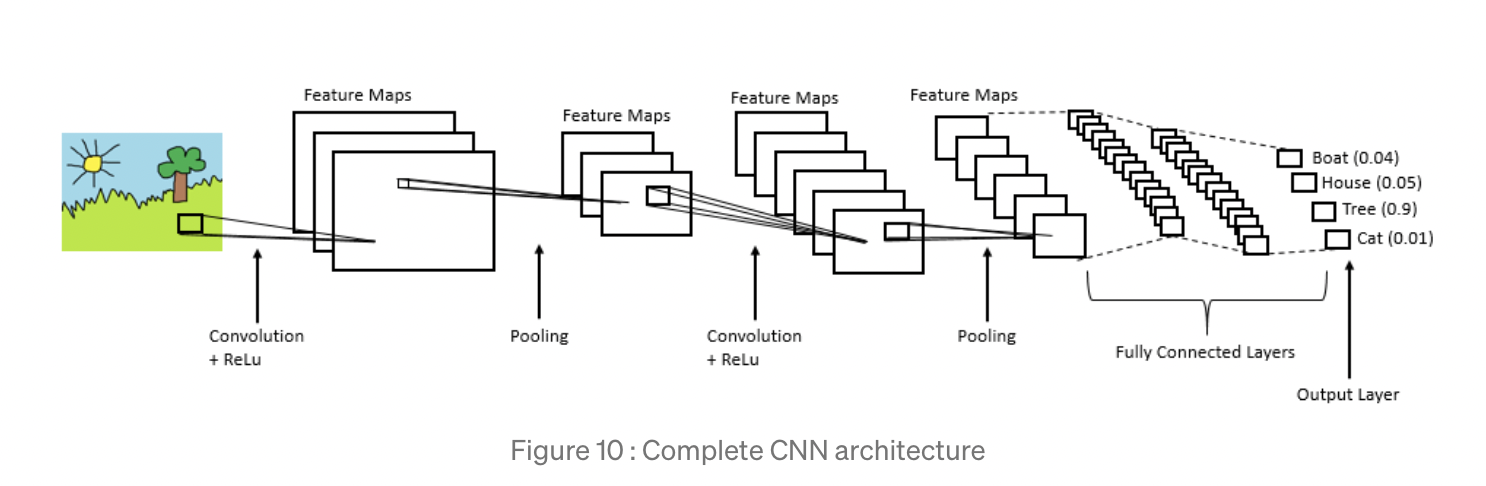 Feature Maps
Feature Maps
Feature Maps
Feature Maps
Boat (0.04)
House (0.05)
Tree (0.9)
Cat (0.01)
Convolution
+ ReLu
Pooling
Convolution
+ ReLu
Pooling
Fully Connected Layers
Output Layer
Figure 10 : Complete CNN architecture